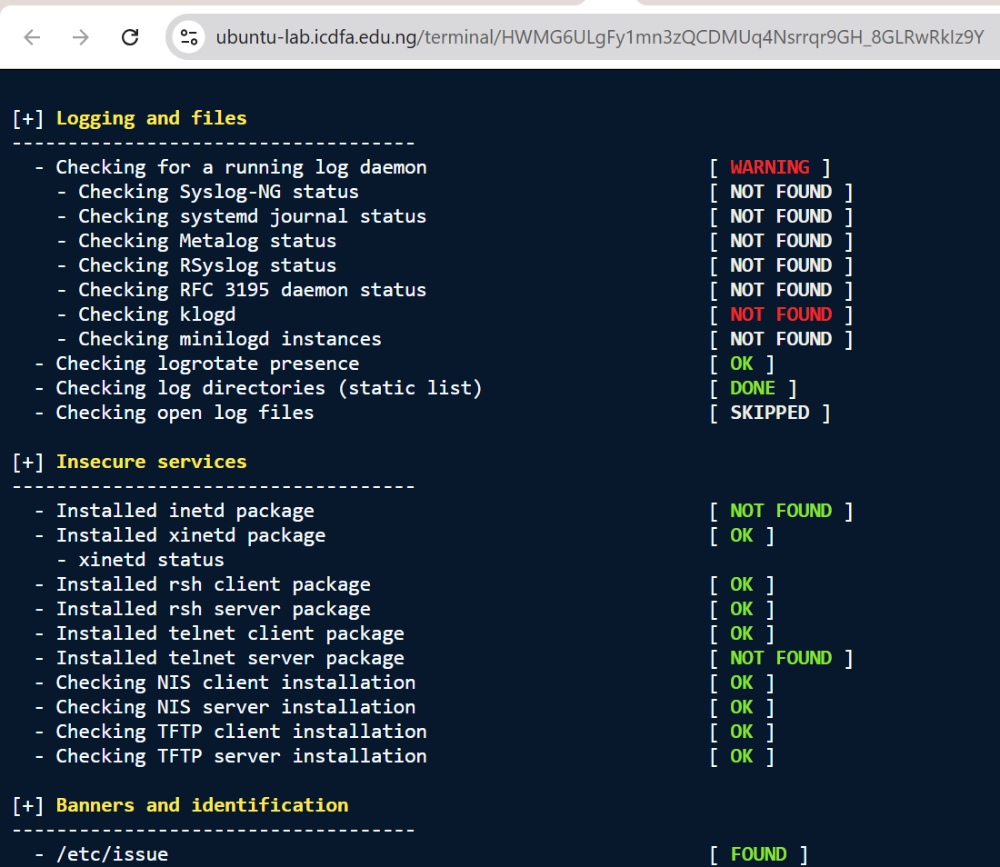 ubuntu-lab.icdfa.edu.ng/terminal/HWMG6ULgFy1mn3zQCDMUq4Nsrrqr9GH_8GLRwRkIz9Y
[+] Logging and files
------------------------------------
- Checking for a running log daemon [ WARNING ]
- Checking Syslog-NG status [ NOT FOUND ]
- Checking systemd journal status [ NOT FOUND ]
- Checking Metalog status [ NOT FOUND ]
- Checking RSyslog status [ NOT FOUND ]
- Checking RFC 3195 daemon status [ NOT FOUND ]
- Checking klogd [ NOT FOUND ]
- Checking minilogd instances [ NOT FOUND ]
- Checking logrotate presence [ OK ]
- Checking log directories (static list) [ DONE ]
- Checking open log files [ SKIPPED ]
[+] Insecure services
------------------------------------
- Installed inetd package [ NOT FOUND ]
- Installed xinetd package [ OK ]
- xinetd status
- Installed rsh client package [ OK ]
- Installed rsh server package [ OK ]
- Installed telnet client package [ OK ]
- Installed telnet server package [ NOT FOUND ]
- Checking NIS client installation [ OK ]
- Checking NIS server installation [ OK ]
- Checking TFTP client installation [ OK ]
- Checking TFTP server installation [ OK ]
[+] Banners and identification
------------------------------------
- /etc/issue [ FOUND ]